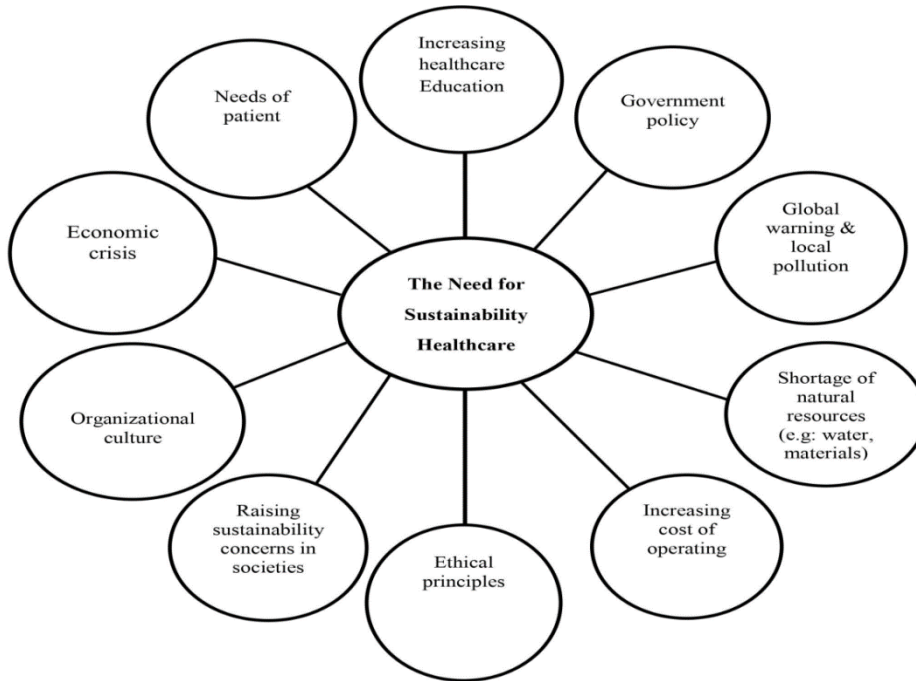 Increasing
healthcare
Education
Government
policy
Global
warning &
local
pollution
Shortage of
natural
resources
(e.g: water,
materials)
Increasing
cost of
operating
Ethical
principles
Raising
sustainability
concerns in
societies
Organizational
culture
Economic
crisis
Needs of
patient
The Need for
Sustainability
Healthcare